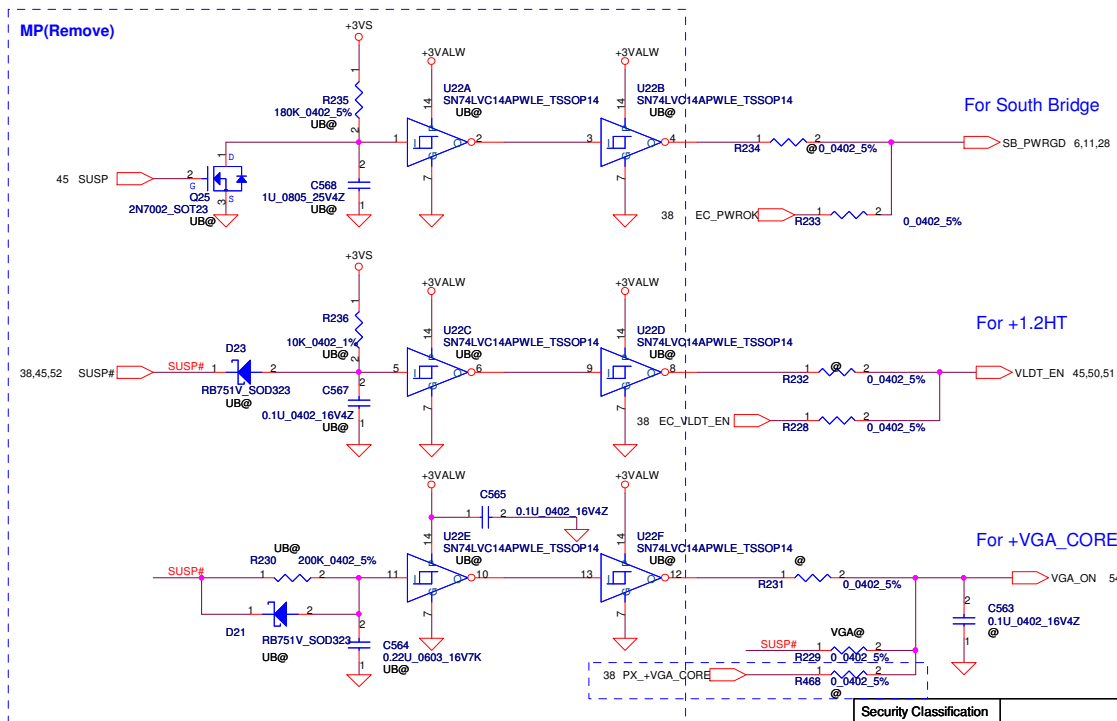 MP(Remove)
+3VS
+3VALW
+3VALW
1
R235
180K_0402_5%
UB@
2
14
U22A
SN74LVC14APWLE_TSSOP14
UB@
14
U22B
SN74LVC14APWLE_TSSOP14
UB@
For South Bridge
1
P
I
O
G
2
3
P
I
O
G
4
1
R234
2
@
0_0402_5%
SB_PWRGD 6,11,28
45 SUSP
2
G
1
D
3
S
Q25
2N7002_SOT23
UB@
2
C568
1U_0805_25V4Z
1
UB@
7
7
38 EC_PWROK
1
R233
2
0_0402_5%
+3VS
+3VALW
+3VALW
1
R236
10K_0402_1%
UB@
2
14
U22C
SN74LVC14APWLE_TSSOP14
UB@
14
U22D
SN74LVC14APWLE_TSSOP14
UB@
For +1.2HT
38,45,52 SUSP#
SUSP#
1
D23
2
RB751V_SOD323
UB@
5
P
I
O
G
6
9
P
I
O
G
8
1
R232
@
2
0_0402_5%
VLDT_EN 45,50,51
2
C567
0.1U_0402_16V4Z
1
UB@
7
7
38 EC_VLDT_EN
1
R228
2
0_0402_5%
+3VALW
+3VALW
C565
1
2
0.1U_0402_16V4Z
14
U22E
SN74LVC14APWLE_TSSOP14
UB@
14
U22F
SN74LVC14APWLE_TSSOP14
UB@
For +VGA_CORE
SUSP#
UB@
R230
200K_0402_5%
1
2
11
P
I
O
G
10
13
P
I
O
G
12
@
1
R231
2
0_0402_5%
VGA_ON 54
1
D21
2
RB751V_SOD323
UB@
2
C564
0.22U_0603_16V7K
1
UB@
7
7
2
C563
0.1U_0402_16V4Z
1
@
VGA@
SUSP#
1
R229
2
0_0402_5%
38 PX_+VGA_CORE
1
R468
2
0_0402_5%
@
Security Classification